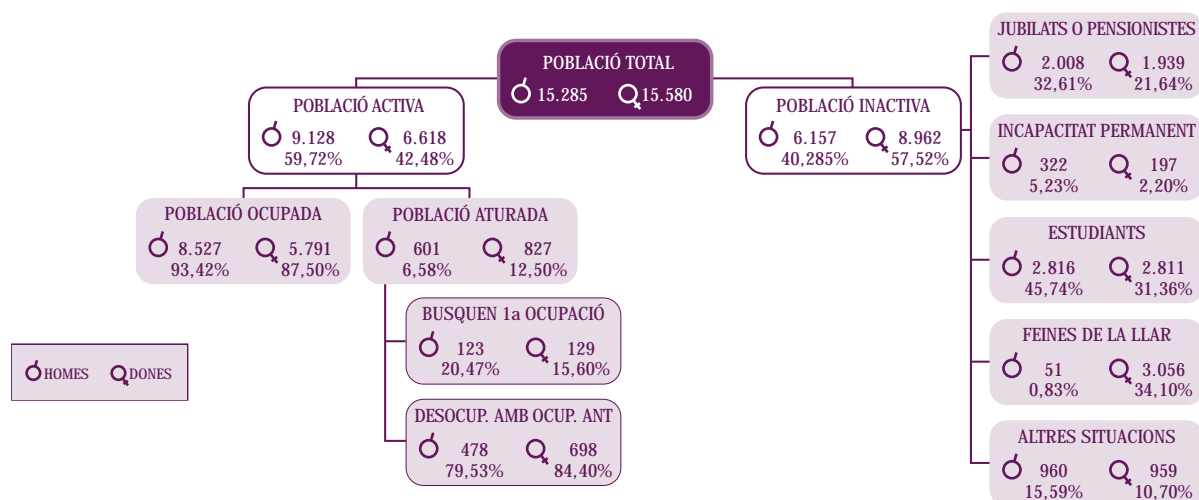 POBLACIÓ TOTAL
15.285 15.580
POBLACIÓ ACTIVA
9.128 6.618
59,72% 42,48%
POBLACIÓ INACTIVA
6.157 8.962
40,285% 57,52%
POBLACIÓ OCUPADA
8.527 5.791
93,42% 87,50%
POBLACIÓ ATURADA
601 827
6,58% 12,50%
BUSQUEN 1a OCUPACIÓ
123 129
20,47% 15,60%
DESOCUP. AMB OCUP. ANT
478 698
79,53% 84,40%
JUBILATS O PENSIONISTES
2.008 1.939
32,61% 21,64%
INCAPACITAT PERMANENT
322 197
5,23% 2,20%
ESTUDIANTS
2.816 2.811
45,74% 31,36%
FEINES DE LA LLAR
51 3.056
0,83% 34,10%
ALTRES SITUACIONS
960 959
15,59% 10,70%
HOMES DONES